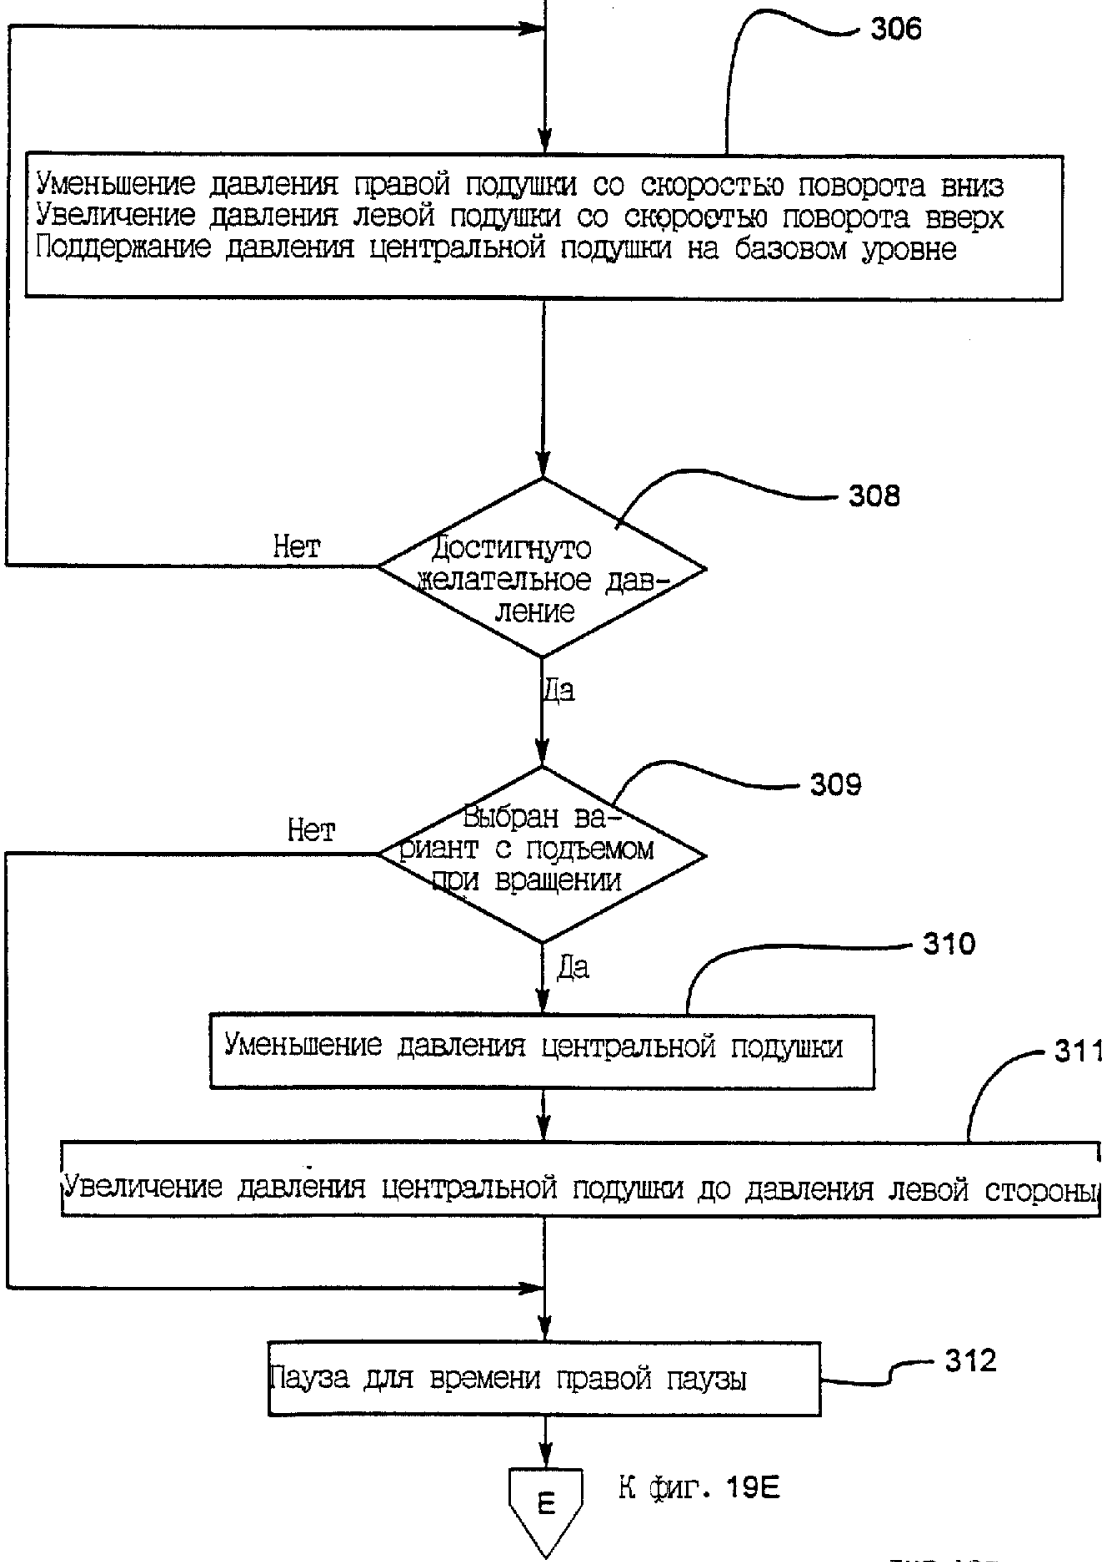 306
Уменьшение давления правой подушки со скоростью поворота вниз
Увеличение давления левой подушки со скоростью поворота вверх
Поддержание давления центральной подушки на базовом уровне
308
Нет
Достигнуто
желательное дав-
ление
Да
309
Нет
Выбран ва-
риант с подъемом
при вращении
Да
310
Уменьшение давления центральной подушки
311
Увеличение давления центральной подушки до давления левой стороны
312
Пауза для времени правой паузы
E
К фиг. 19E